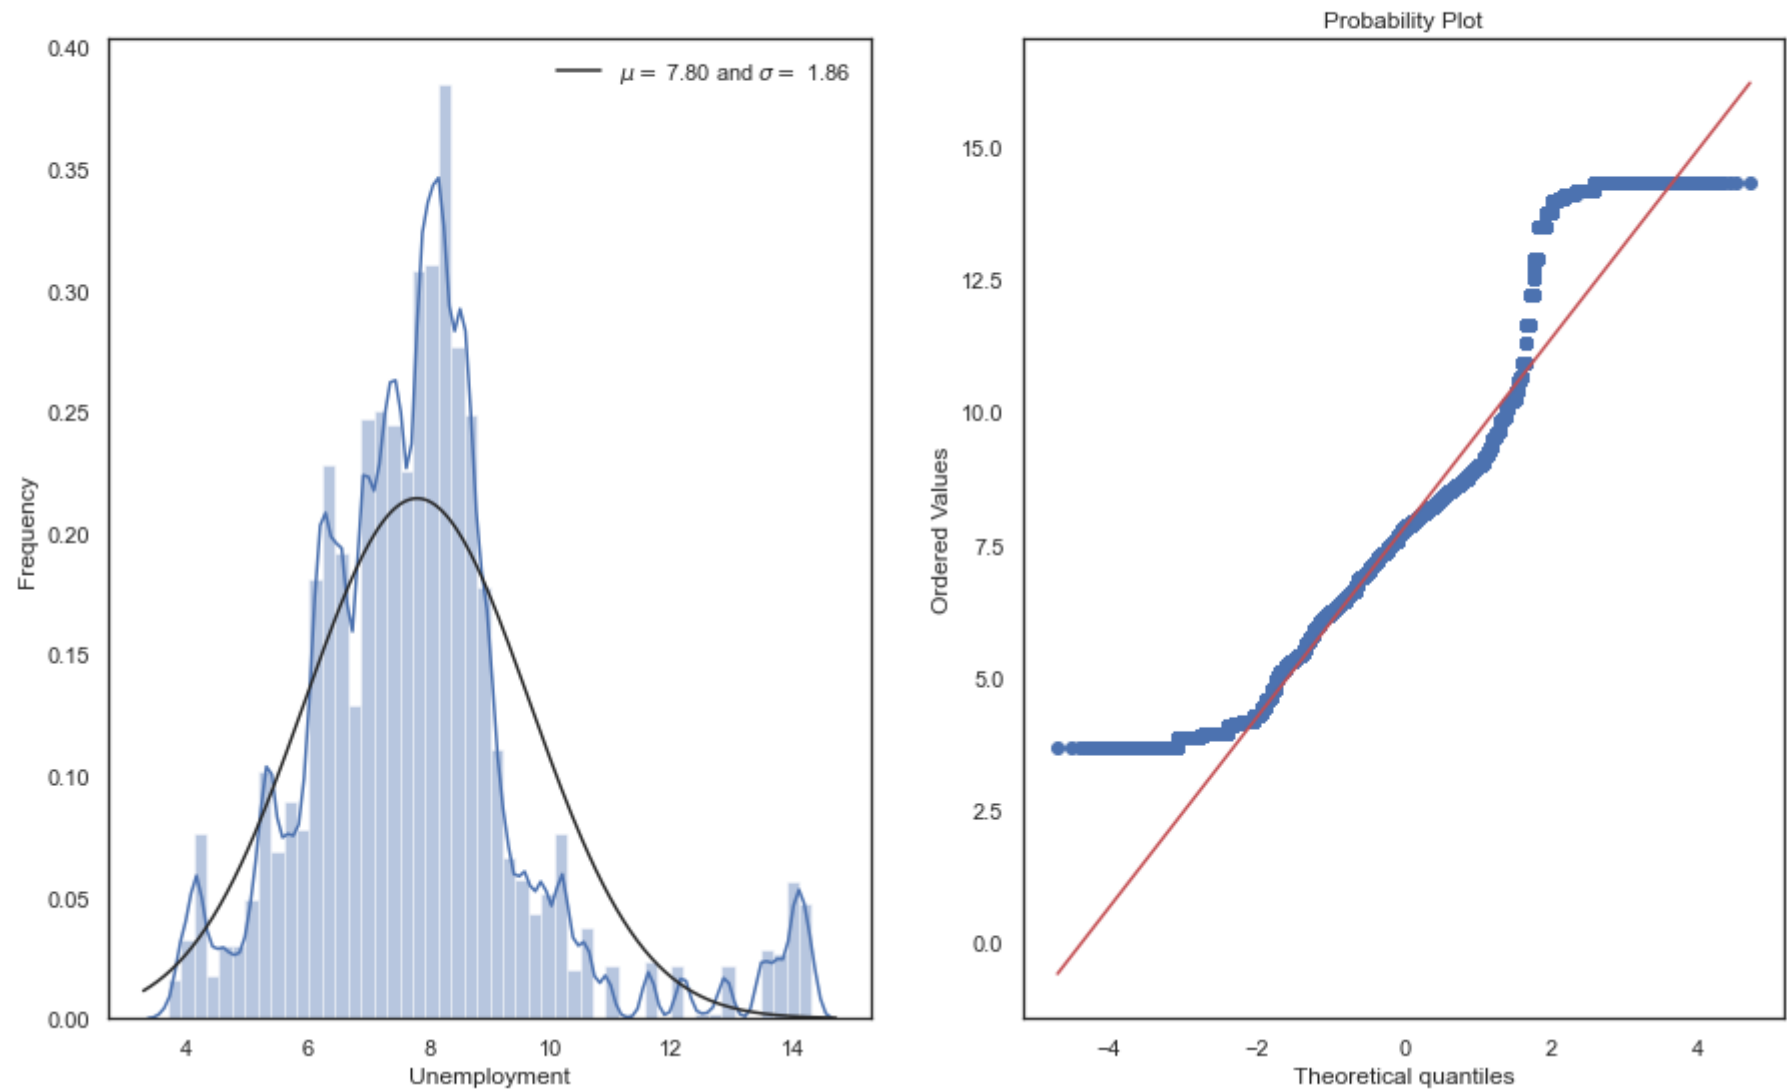 0.40
0.35
0.30
0.25
0.20
0.15
0.10
0.05
0.00
Frequency
μ = 7.80 and σ = 1.86
4 6 8 10 12 14
Unemployment
Probability Plot
15.0
12.5
10.0
7.5
5.0
2.5
0.0
Ordered Values
−4 −2 0 2 4
Theoretical quantiles